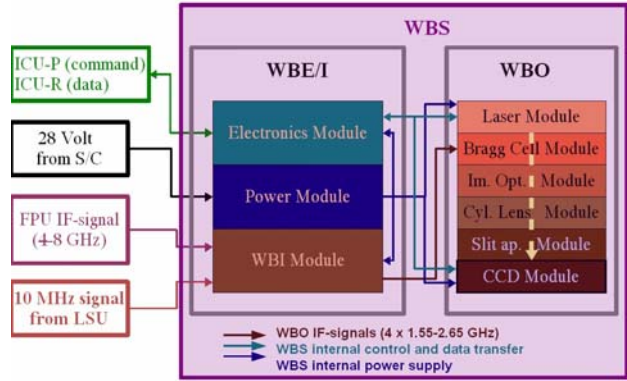 WBS
ICU-P (command)
ICU-R (data)
28 Volt
from S/C
FPU IF-signal
(4-8 GHz)
10 MHz signal
from LSU
WBE/I
Electronics Module
Power Module
WBI Module
WBO
Laser Module
Bragg Cell Module
Im. Opt. Module
Cyl. Lens Module
Slit ap. Module
CCD Module
WBO IF-signals (4 x 1.55-2.65 GHz)
WBS internal control and data transfer
WBS internal power supply